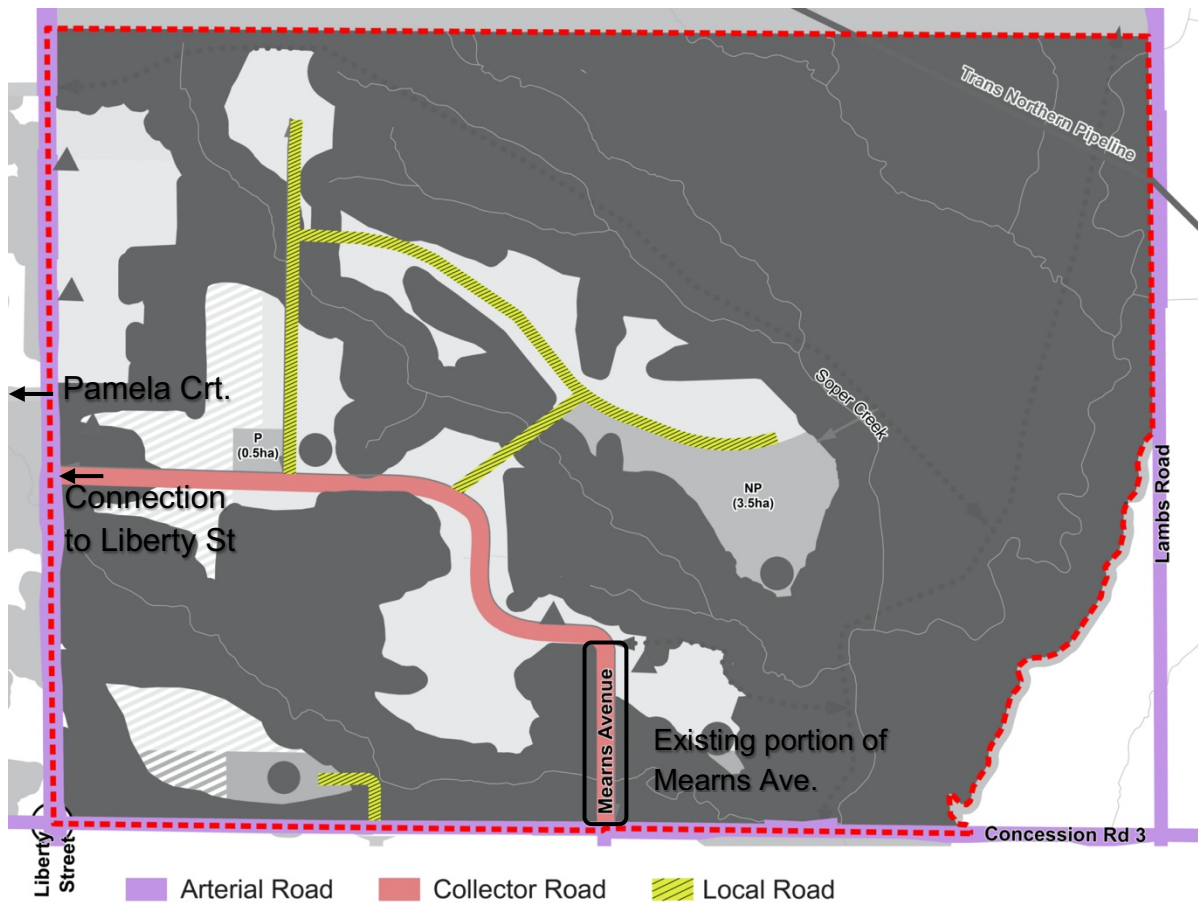 Trans Northern Pipeline
Pamela Crt.
Soper Creek
P
(0.5ha)
Connection
to Liberty St
NP
(3.5ha)
Lambs Road
Mearns Avenue
Existing portion of
Mearns Ave.
Liberty
Street
Concession Rd 3
Arterial Road
Collector Road
Local Road